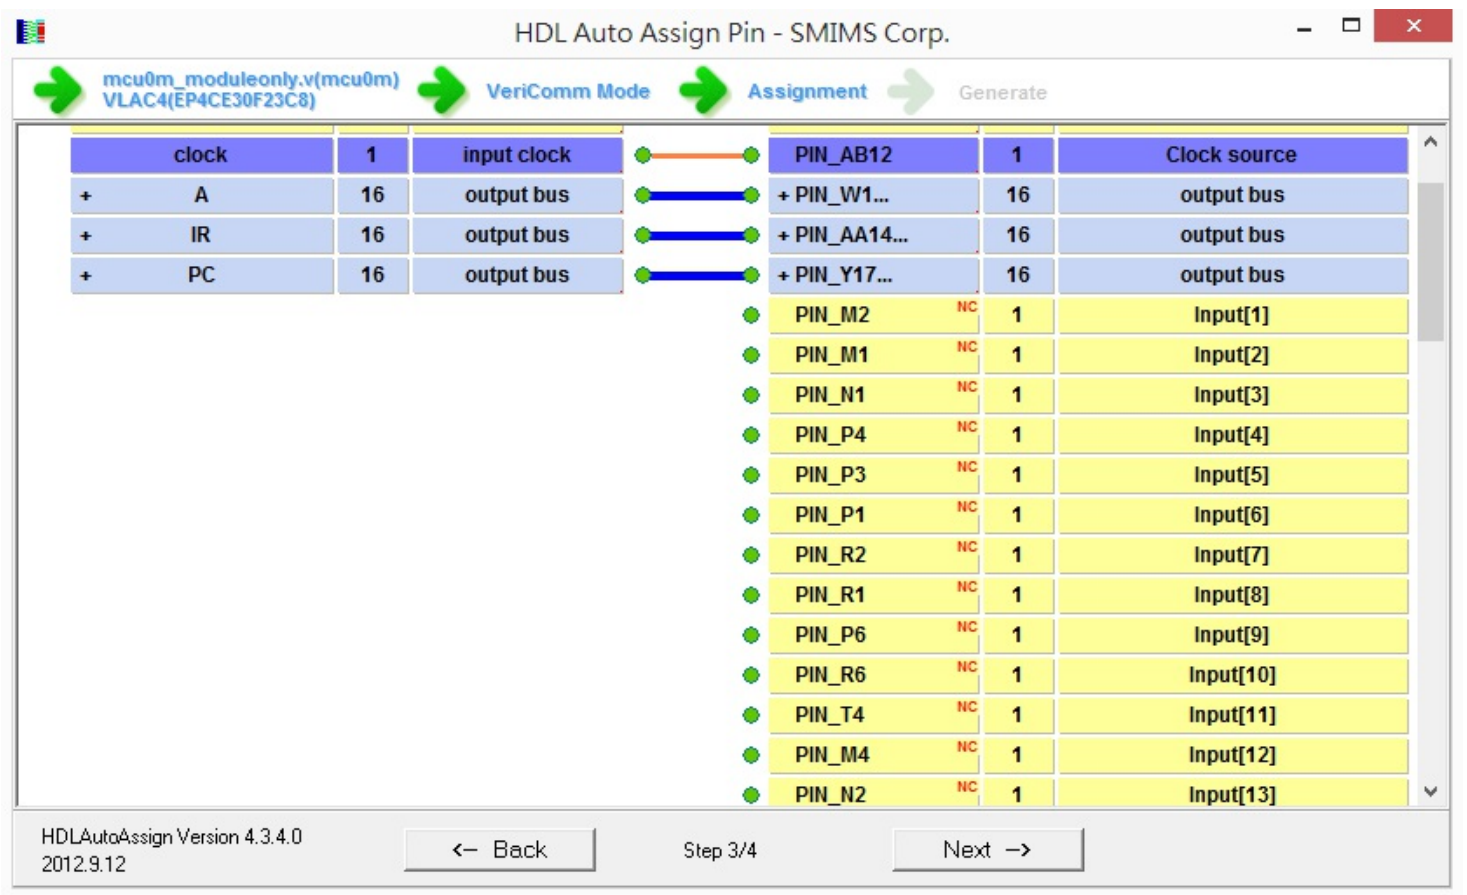 HDL Auto Assign Pin - SMIMS Corp.
mcu0m_moduleonly.v(mcu0m)
VLAC4(EP4CE30F23C8)
VeriComm Mode
Assignment
Generate
clock 1 input clock PIN_AB12 1 Clock source
+ A 16 output bus + PIN_W1... 16 output bus
+ IR 16 output bus + PIN_AA14... 16 output bus
+ PC 16 output bus + PIN_Y17... 16 output bus
PIN_M2 NC 1 Input[1]
PIN_M1 NC 1 Input[2]
PIN_N1 NC 1 Input[3]
PIN_P4 NC 1 Input[4]
PIN_P3 NC 1 Input[5]
PIN_P1 NC 1 Input[6]
PIN_R2 NC 1 Input[7]
PIN_R1 NC 1 Input[8]
PIN_P6 NC 1 Input[9]
PIN_R6 NC 1 Input[10]
PIN_T4 NC 1 Input[11]
PIN_M4 NC 1 Input[12]
PIN_N2 NC 1 Input[13]
HDLAutoAssign Version 4.3.4.0
2012.9.12
<-- Back
Step 3/4
Next -->